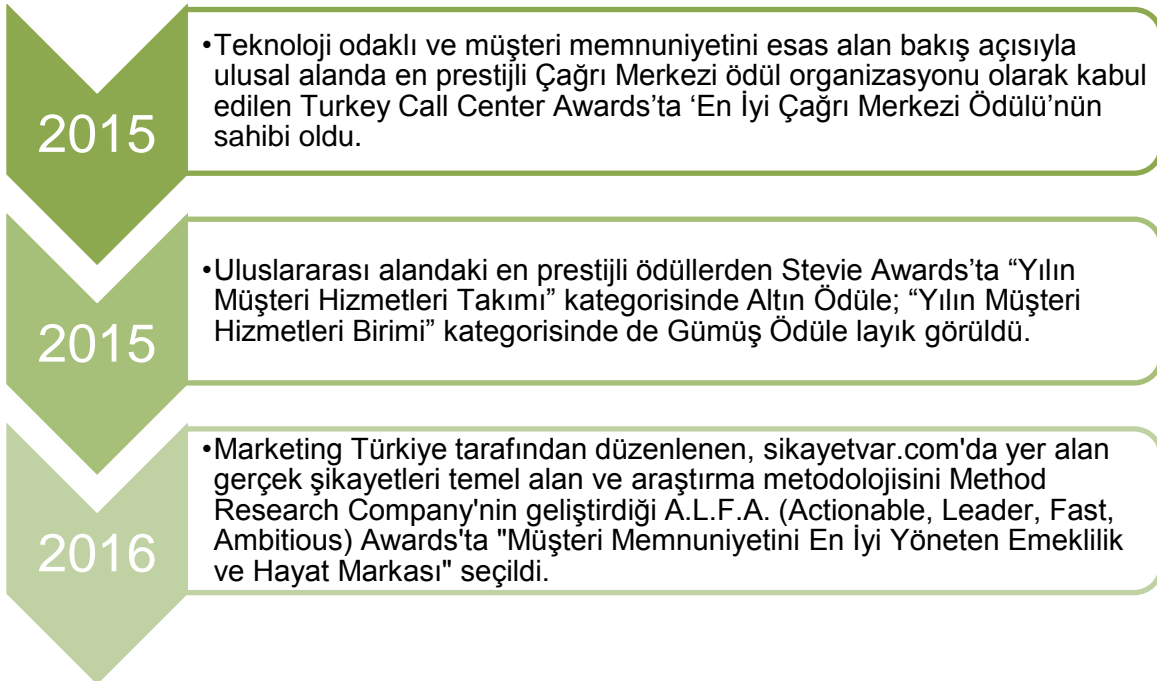 2015
•Teknoloji odaklı ve müşteri memnuniyetini esas alan bakış açısıyla
ulusal alanda en prestijli Çağrı Merkezi ödül organizasyonu olarak kabul
edilen Turkey Call Center Awards’ta ‘En İyi Çağrı Merkezi Ödülü’nün
sahibi oldu.
2015
•Uluslararası alandaki en prestijli ödüllerden Stevie Awards’ta “Yılın
Müşteri Hizmetleri Takımı” kategorisinde Altın Ödüle; “Yılın Müşteri
Hizmetleri Birimi” kategorisinde de Gümüş Ödüle layık görüldü.
2016
•Marketing Türkiye tarafından düzenlenen, sikayetvar.com'da yer alan
gerçek şikayetleri temel alan ve araştırma metodolojisini Method
Research Company'nin geliştirdiği A.L.F.A. (Actionable, Leader, Fast,
Ambitious) Awards'ta "Müşteri Memnuniyetini En İyi Yöneten Emeklilik
ve Hayat Markası" seçildi.